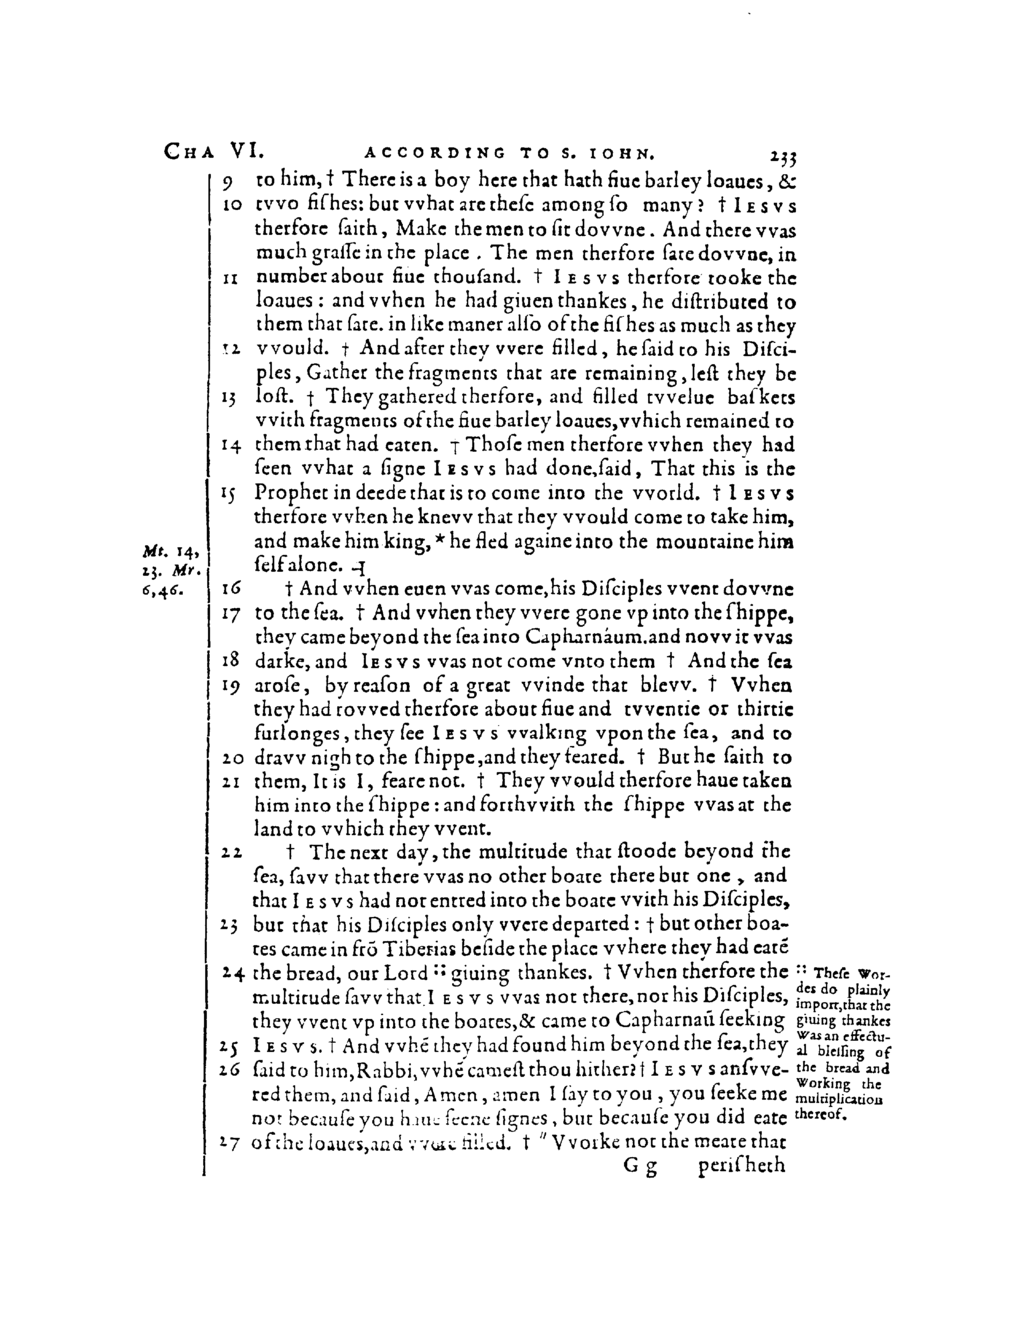 CHA VI. ACCORDING TO S. IOHN. 233
9 to him, † There is a boy here that hath fiue barley loaues, &
10 tvvo fiſhes: but vvhat are theſe among ſo many? † IESVS
therfore ſaith, Make the men to ſit dovvne. And there vvas
much graſſe in the place. The men therfore ſate dovvne, in
11 number about fiue thouſand. † IESVS therfore tooke the
loaues: and vvhen he had giuen thankes, he diſtributed to
them that ſate. in like maner alſo of the fiſhes as much as they
12 vvould. † And after they vvere filled, he ſaid to his Diſci-
ples, Gather the fragments that are remaining, leſt they be
13 loſt. † They gathered therfore, and filled tvvelue baſkets
vvith fragments of the fiue barley loaues, vvhich remained to
14 them that had eaten. † Thoſe men therfore vvhen they had
ſeen vvhat a ſigne IESVS had done, ſaid, That this is the
15 Prophet in deede that is to come into the vvorld. † IESVS
therfore vvhen he knevv that they vvould come to take him,
and make him king, * he fled againe into the mountaine him
ſelf alone. ⊣
Mt. 14,
23. Mr.
6,46.
16 † And vvhen euen vvas come, his Diſciples vvent dovvne
17 to the ſea. † And vvhen they vvere gone vp into the ſhippe,
they came beyond the ſea into Capharnáum. and novv it vvas
18 darke, and IESVS vvas not come vnto them † And the ſea
19 aroſe, by reaſon of a great vvinde that blevv. † Vvhen
they had rovved therfore about fiue and tvventie or thirtie
furlonges, they ſee IESVS vvalking vpon the ſea, and to
20 dravv nigh to the ſhippe, and they feared. † But he ſaith to
21 them, It is I, feare not. † They vvould therfore haue taken
him into the ſhippe: and forthvvith the ſhippe vvas at the
land to vvhich they vvent.
22 † The next day, the multitude that ſtoode beyond the
ſea, ſavv that there vvas no other boate there but one, and
that IESVS had not entred into the boate vvith his Diſciples,
23 but that his Diſciples only vvere departed: † but other boa-
tes came in frō Tiberias beſide the place vvhere they had eatē
24 the bread, our Lord :: giuing thankes. † Vvhen therfore the
multitude ſavv that IESVS vvas not there, nor his Diſciples,
they vvent vp into the boates, & came to Capharnaū ſeeking
25 IESVS. † And vvhē they had found him beyond the ſea, they
26 ſaid to him, Rabbi, vvhē cameſt thou hither? † IESVS anſvve-
red them, and ſaid, Amen, amen I ſay to you, you ſeeke me
not becauſe you haue ſeene ſignes, but becauſe you did eate
27 of the loaues, and vvere filled. † " Vvorke not the meate that
:: Theſe Wor-
des do plainly
import, that the
giuing thankes
Was an effectu-
al bleſſing of
the bread and
Working the
multiplication
thereof.
Gg periſheth